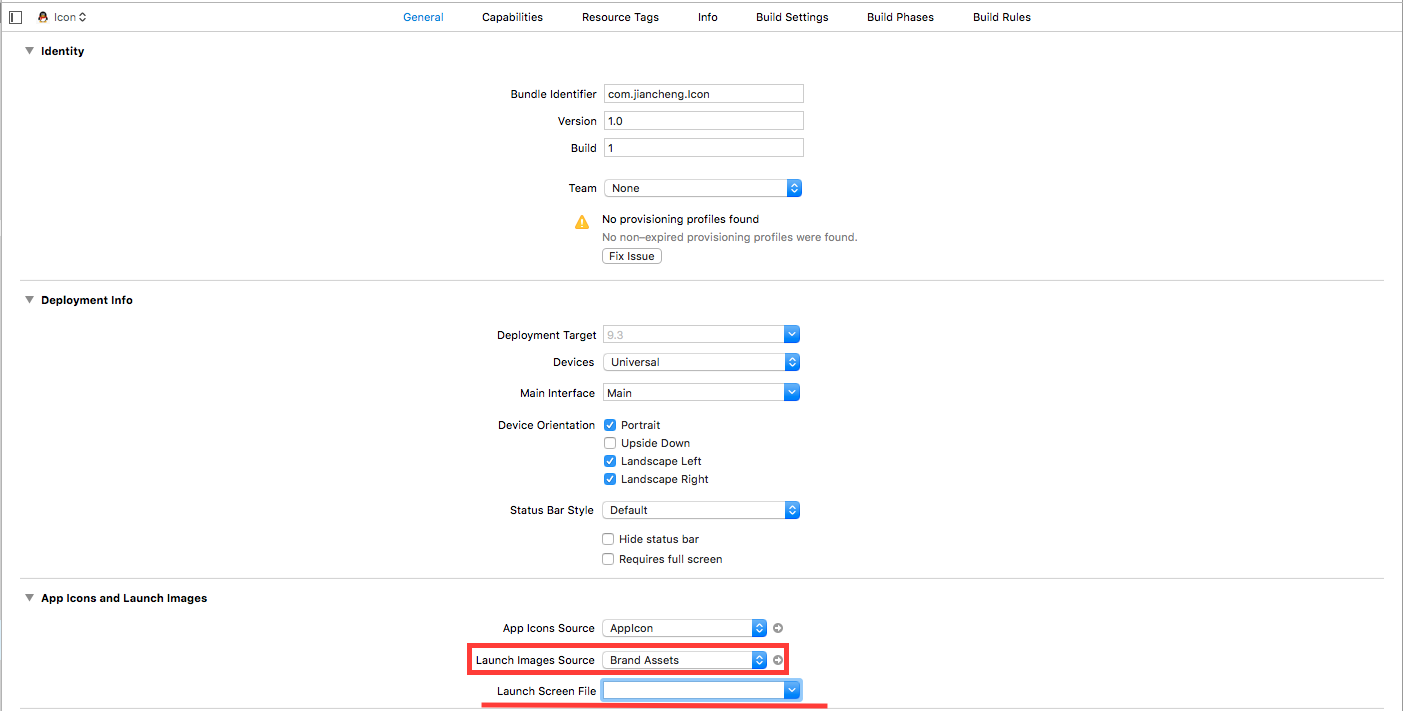 Icon General Capabilities Resource Tags Info Build Settings Build Phases Build Rules
Identity
Bundle Identifier com.jiancheng.Icon
Version 1.0
Build 1
Team None
No provisioning profiles found
No non-expired provisioning profiles were found.
Fix Issue
Deployment Info
Deployment Target 9.3
Devices Universal
Main Interface Main
Device Orientation Portrait
Upside Down
Landscape Left
Landscape Right
Status Bar Style Default
Hide status bar
Requires full screen
App Icons and Launch Images
App Icons Source AppIcon
Launch Images Source Brand Assets
Launch Screen File